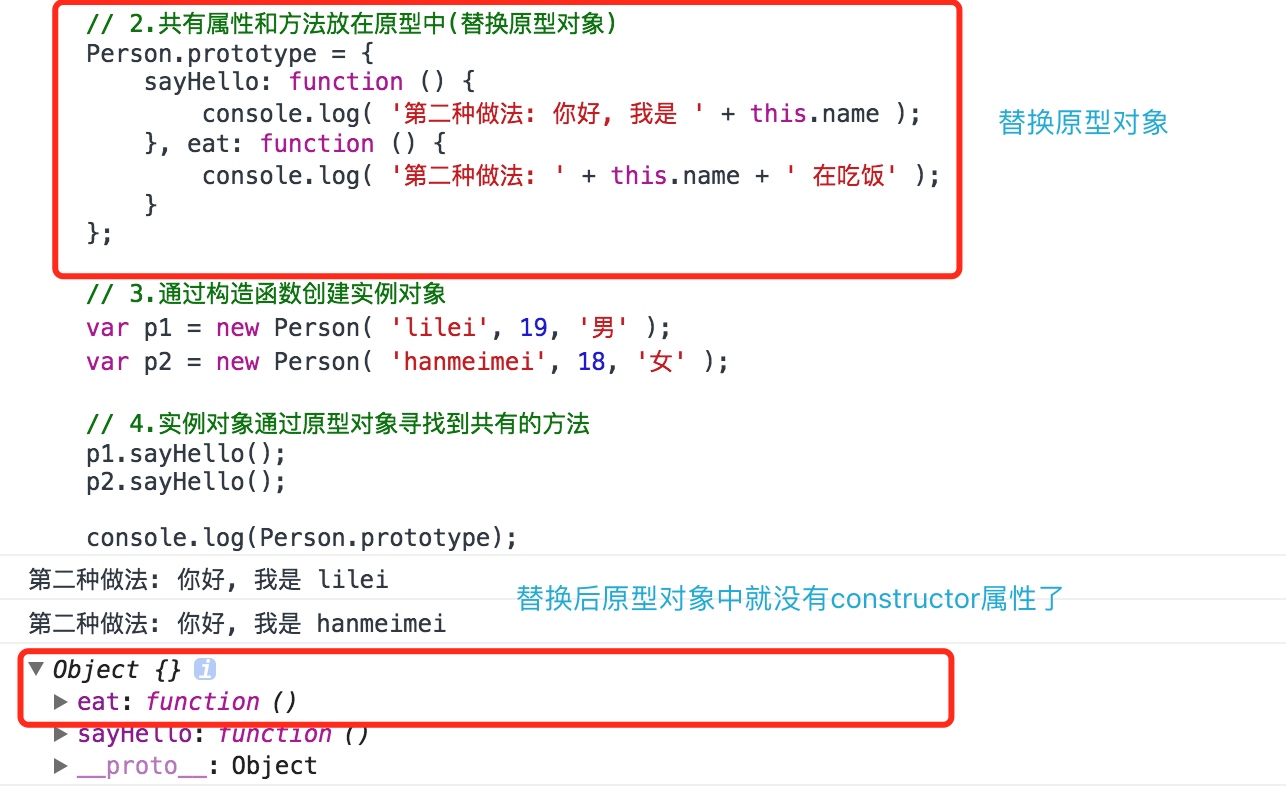 // 2.共有属性和方法放在原型中(替换原型对象)
Person.prototype = {
    sayHello: function () {
        console.log( '第二种做法: 你好, 我是 ' + this.name );
    }, eat: function () {
        console.log( '第二种做法: ' + this.name + ' 在吃饭' );
    }
};
替换原型对象
// 3.通过构造函数创建实例对象
var p1 = new Person( 'lilei', 19, '男' );
var p2 = new Person( 'hanmeimei', 18, '女' );
// 4.实例对象通过原型对象寻找到共有的方法
p1.sayHello();
p2.sayHello();
console.log(Person.prototype);
第二种做法: 你好, 我是 lilei
替换后原型对象中就没有constructor属性了
第二种做法: 你好, 我是 hanmeimei
▼ Object {} i
▶ eat: function ()
▶ sayHello: function ()
▶ __proto__: Object